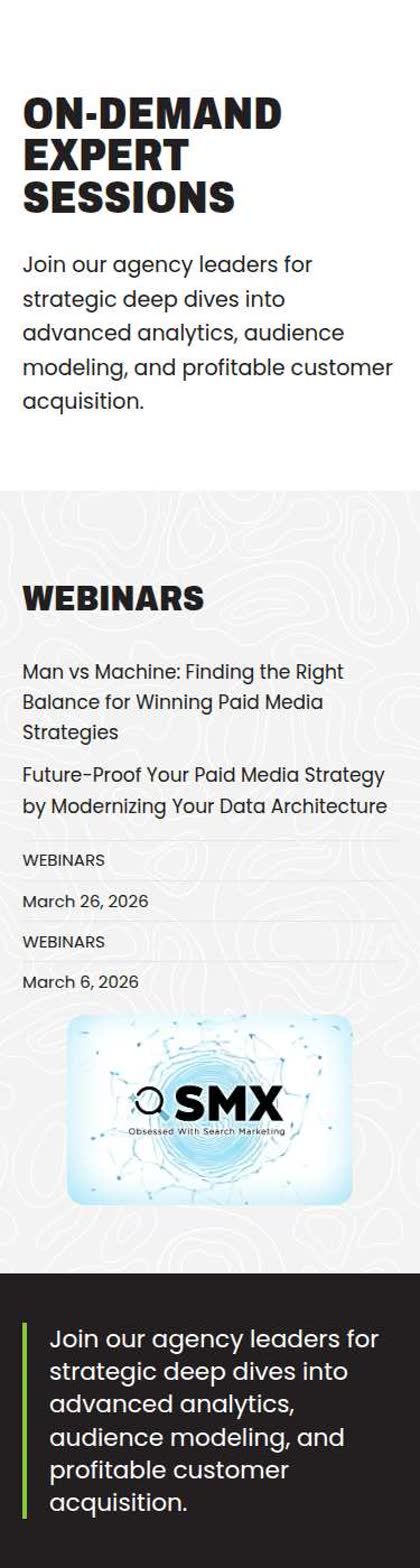 ON-DEMAND
EXPERT
SESSIONS
Join our agency leaders for
strategic deep dives into
advanced analytics, audience
modeling, and profitable customer
acquisition.
WEBINARS
Man vs Machine: Finding the Right
Balance for Winning Paid Media
Strategies
Future-Proof Your Paid Media Strategy
by Modernizing Your Data Architecture
WEBINARS
March 26, 2026
WEBINARS
March 6, 2026
SMX
Obsessed With Search Marketing
Join our agency leaders for
strategic deep dives into
advanced analytics,
audience modeling, and
profitable customer
acquisition.